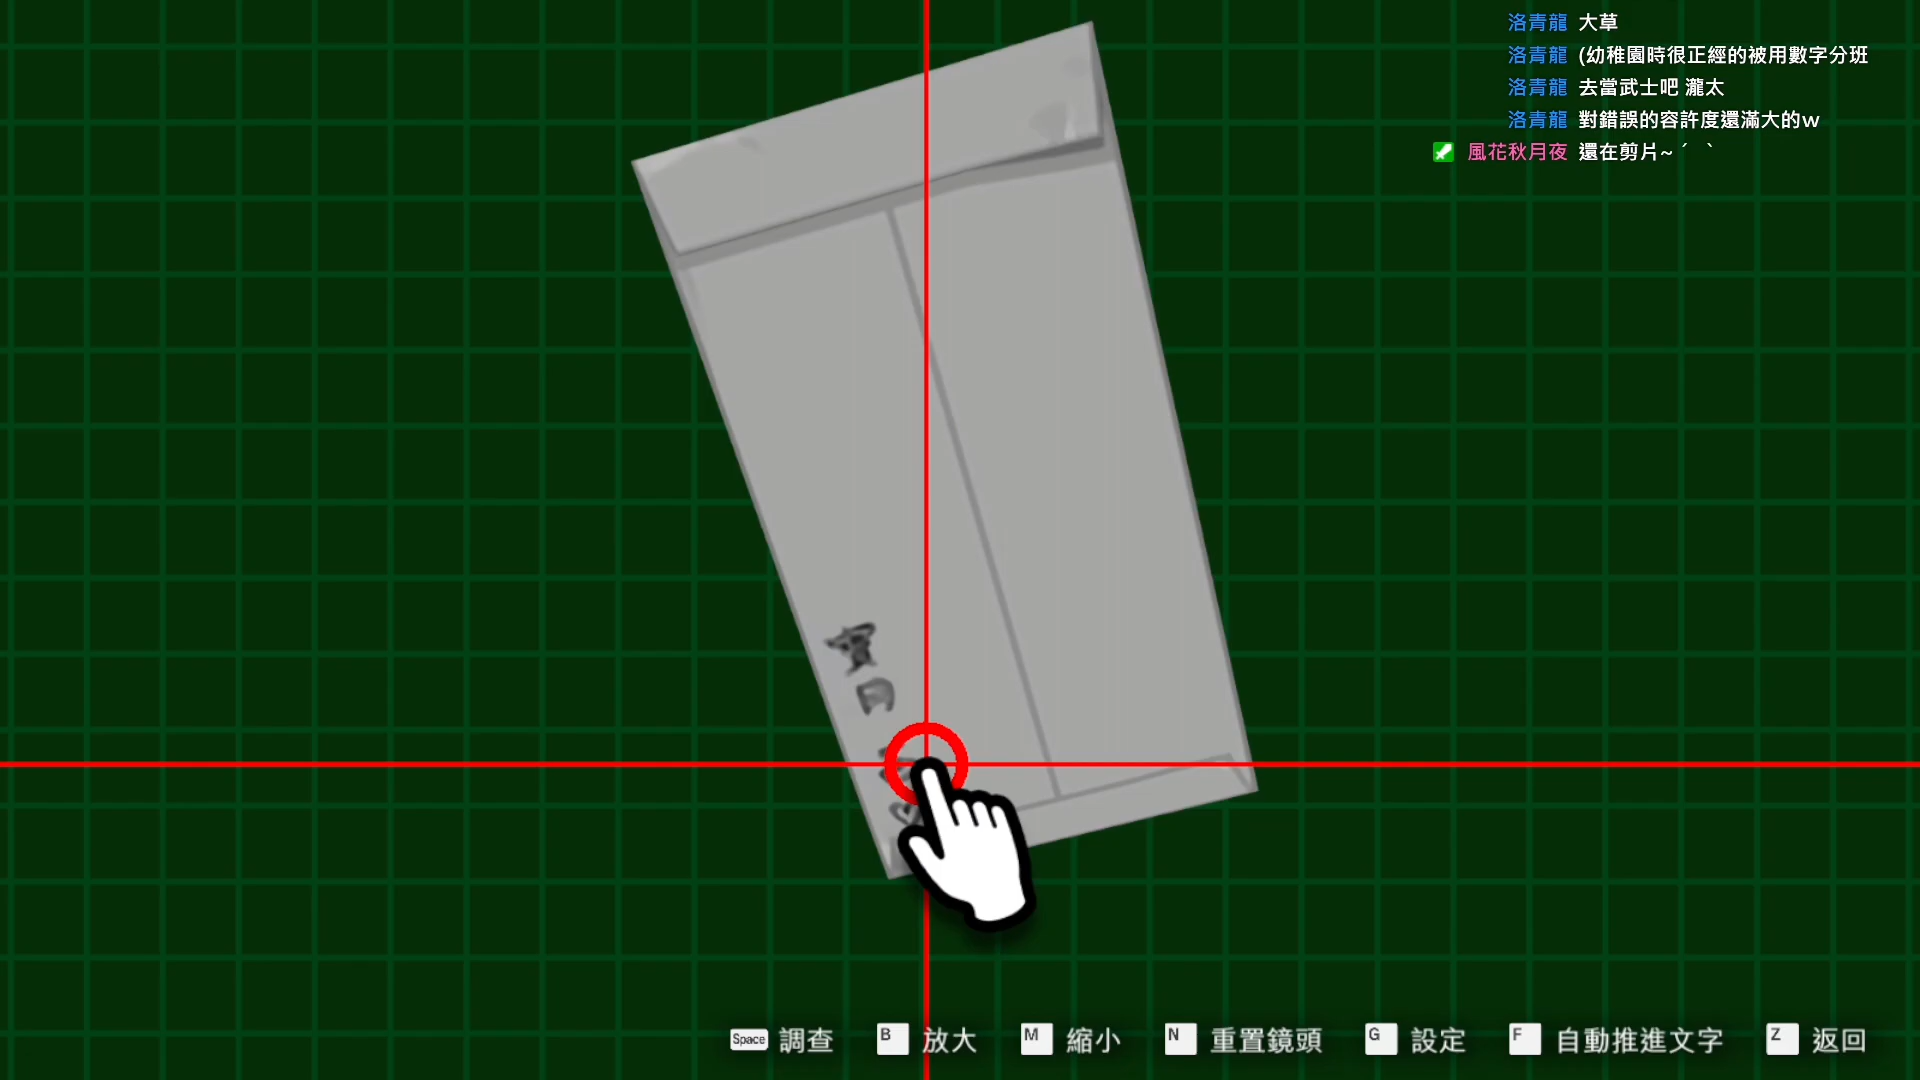 洛青龍 大草
洛青龍 (幼稚園時很正經的被用數字分班
洛青龍 去當武士吧 瀧太
洛青龍 對錯誤的容許度還滿大的w
風花秋月夜 還在剪片~ˊ ˋ
Space 調查 B 放大 M 縮小 N 重置鏡頭 G 設定 F 自動推進文字 Z 返回